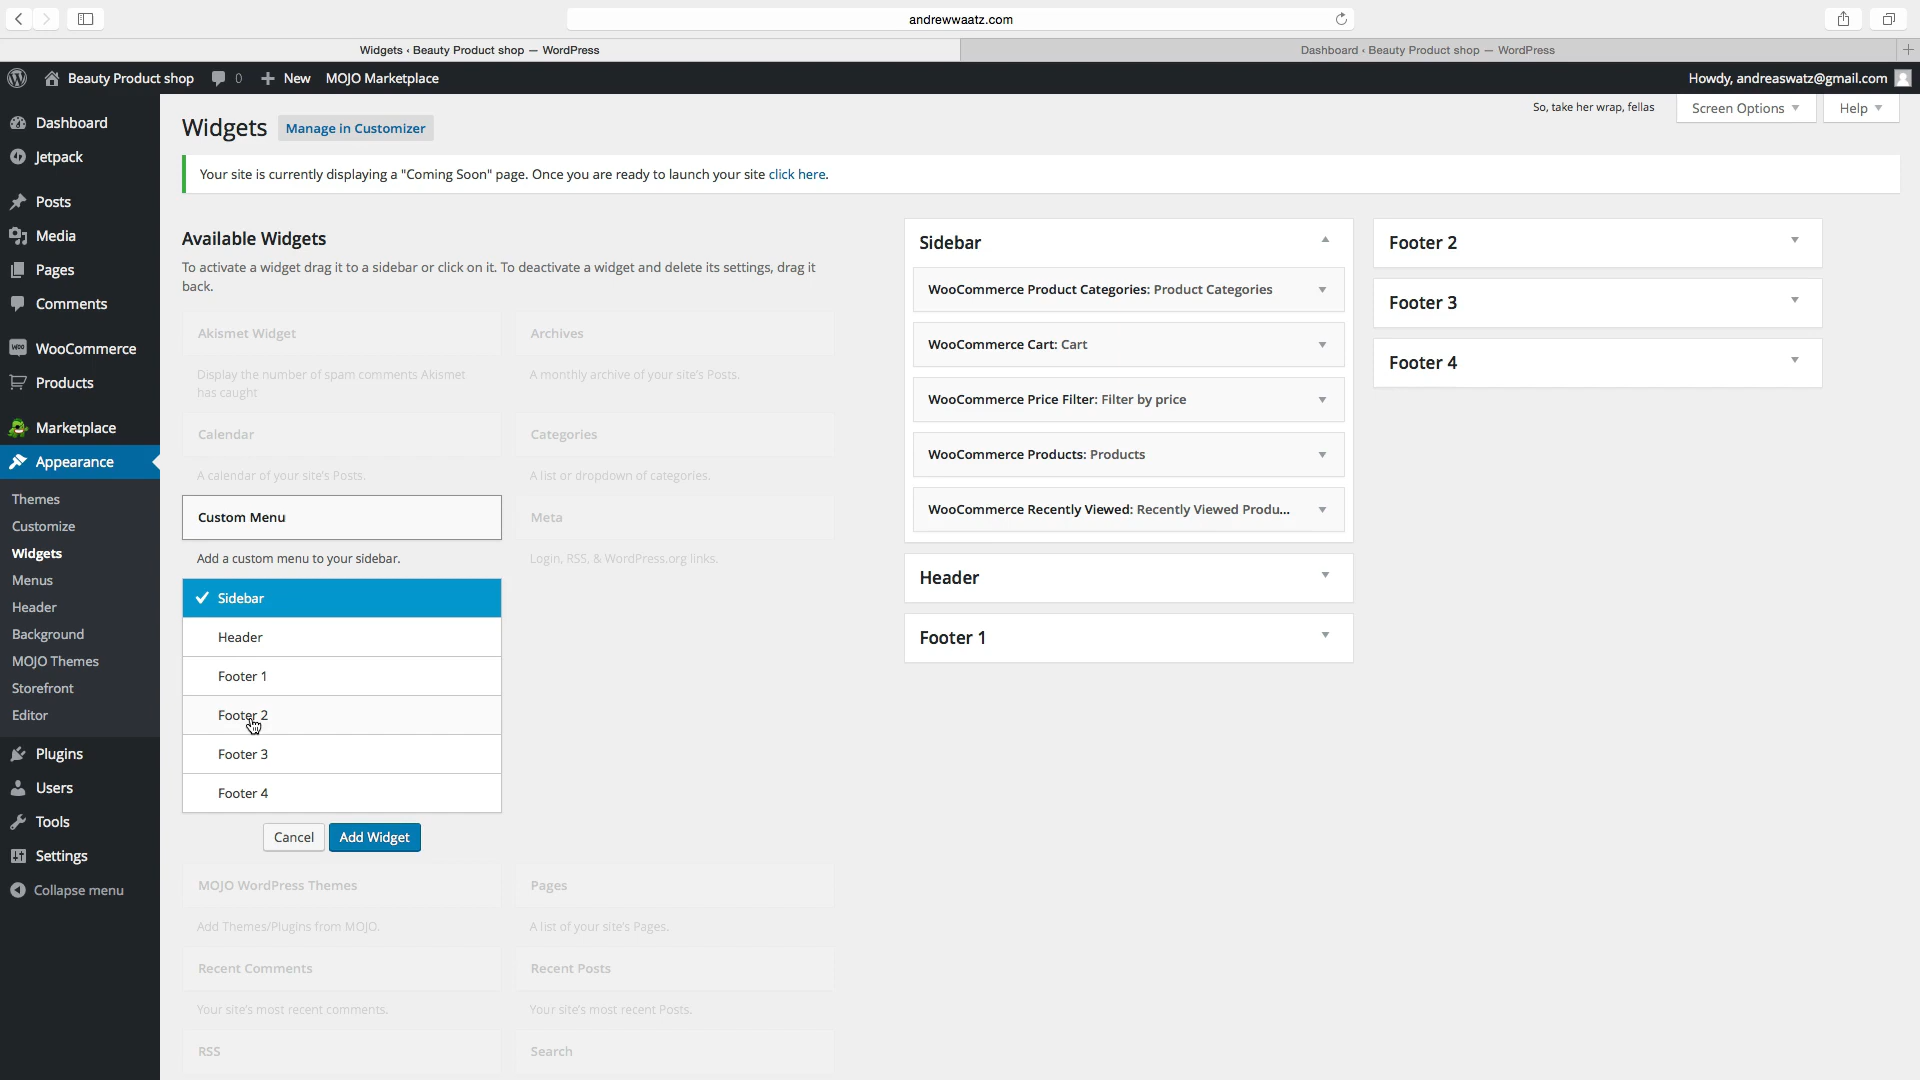 andrewwaatz.com
Widgets ‹ Beauty Product shop — WordPress
Dashboard ‹ Beauty Product shop — WordPress
Beauty Product shop
0
New
MOJO Marketplace
Howdy, andreaswatz@gmail.com
Dashboard
Jetpack
Posts
Media
Pages
Comments
WooCommerce
Products
Marketplace
Appearance
Themes
Customize
Widgets
Menus
Header
Background
MOJO Themes
Storefront
Editor
Plugins
Users
Tools
Settings
Collapse menu
So, take her wrap, fellas
Screen Options
Help
Widgets
Manage in Customizer
Your site is currently displaying a "Coming Soon" page. Once you are ready to launch your site click here.
Available Widgets
To activate a widget drag it to a sidebar or click on it. To deactivate a widget and delete its settings, drag it
back.
Akismet Widget
Display the number of spam comments Akismet
has caught
Archives
A monthly archive of your site's Posts.
Calendar
A calendar of your site's Posts.
Categories
A list or dropdown of categories.
Custom Menu
Add a custom menu to your sidebar.
Meta
Login, RSS, & WordPress.org links.
Sidebar
Header
Footer 1
Footer 2
Footer 3
Footer 4
Cancel
Add Widget
MOJO WordPress Themes
Add Themes/Plugins from MOJO.
Pages
A list of your site's Pages.
Recent Comments
Your site's most recent comments.
Recent Posts
Your site's most recent Posts.
RSS
Search
Sidebar
WooCommerce Product Categories: Product Categories
WooCommerce Cart: Cart
WooCommerce Price Filter: Filter by price
WooCommerce Products: Products
WooCommerce Recently Viewed: Recently Viewed Produ...
Header
Footer 1
Footer 2
Footer 3
Footer 4